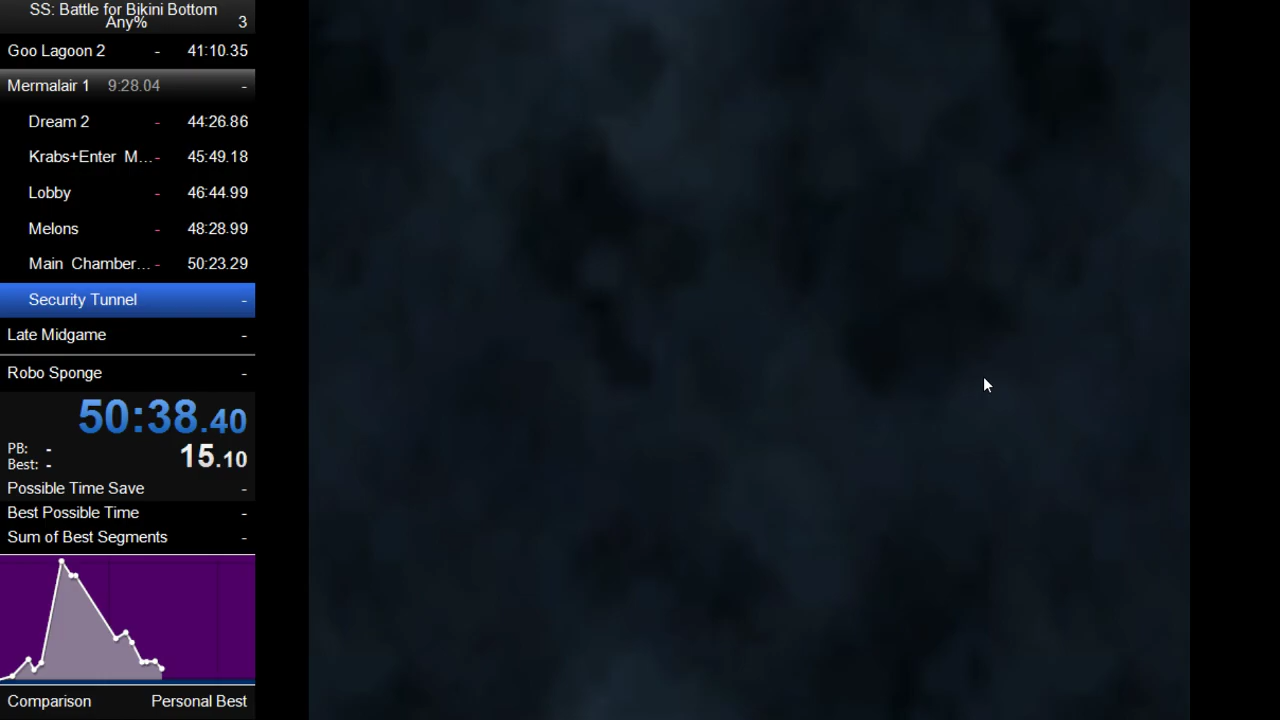 SS: Battle for Bikini Bottom
Any% 3
Goo Lagoon 2 - 41:10.35
Mermalair 1 9:28.04 -
Dream 2 - 44:26.86
Krabs+Enter M... - 45:49.18
Lobby - 46:44.99
Melons - 48:28.99
Main Chamber... - 50:23.29
Security Tunnel -
Late Midgame -
Robo Sponge -
50:38.40
PB: - 
Best: - 15.10
Possible Time Save -
Best Possible Time -
Sum of Best Segments -
Comparison Personal Best